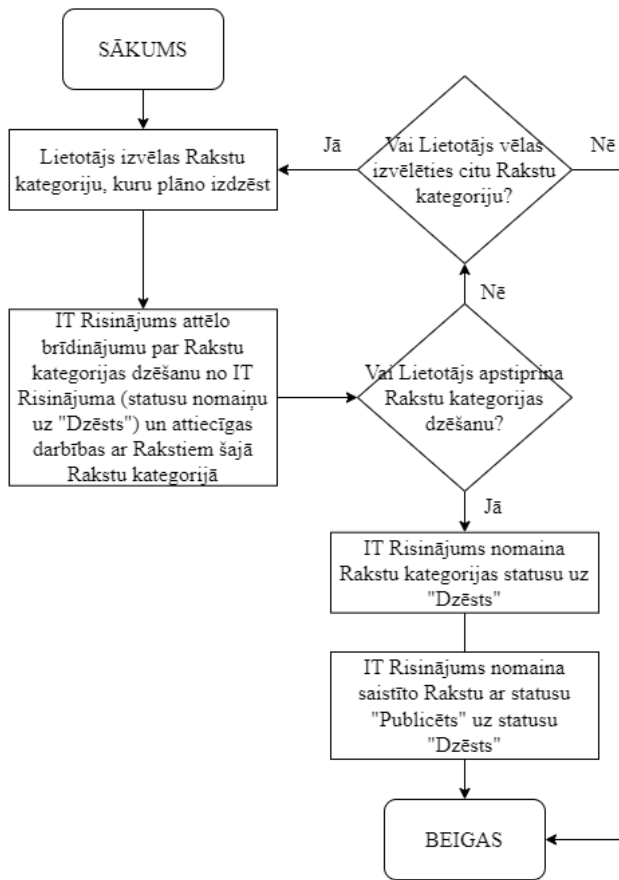 SĀKUMS
Lietotājs izvēlas Rakstu
kategoriju, kuru plāno izdzēst
Jā
Vai Lietotājs vēlas
izvēlēties citu Rakstu
kategoriju?
Nē
IT Risinājums attēlo
brīdinājumu par Rakstu
kategorijas dzēšanu no IT
Risinājuma (statusu nomaiņu
uz "Dzēsts") un attiecīgas
darbības ar Rakstiem šajā
Rakstu kategorijā
Nē
Vai Lietotājs apstiprina
Rakstu kategorijas
dzēšanu?
Jā
IT Risinājums nomaina
Rakstu kategorijas statusu uz
"Dzēsts"
IT Risinājums nomaina
saistīto Rakstu ar statusu
"Publicēts" uz statusu
"Dzēsts"
BEIGAS